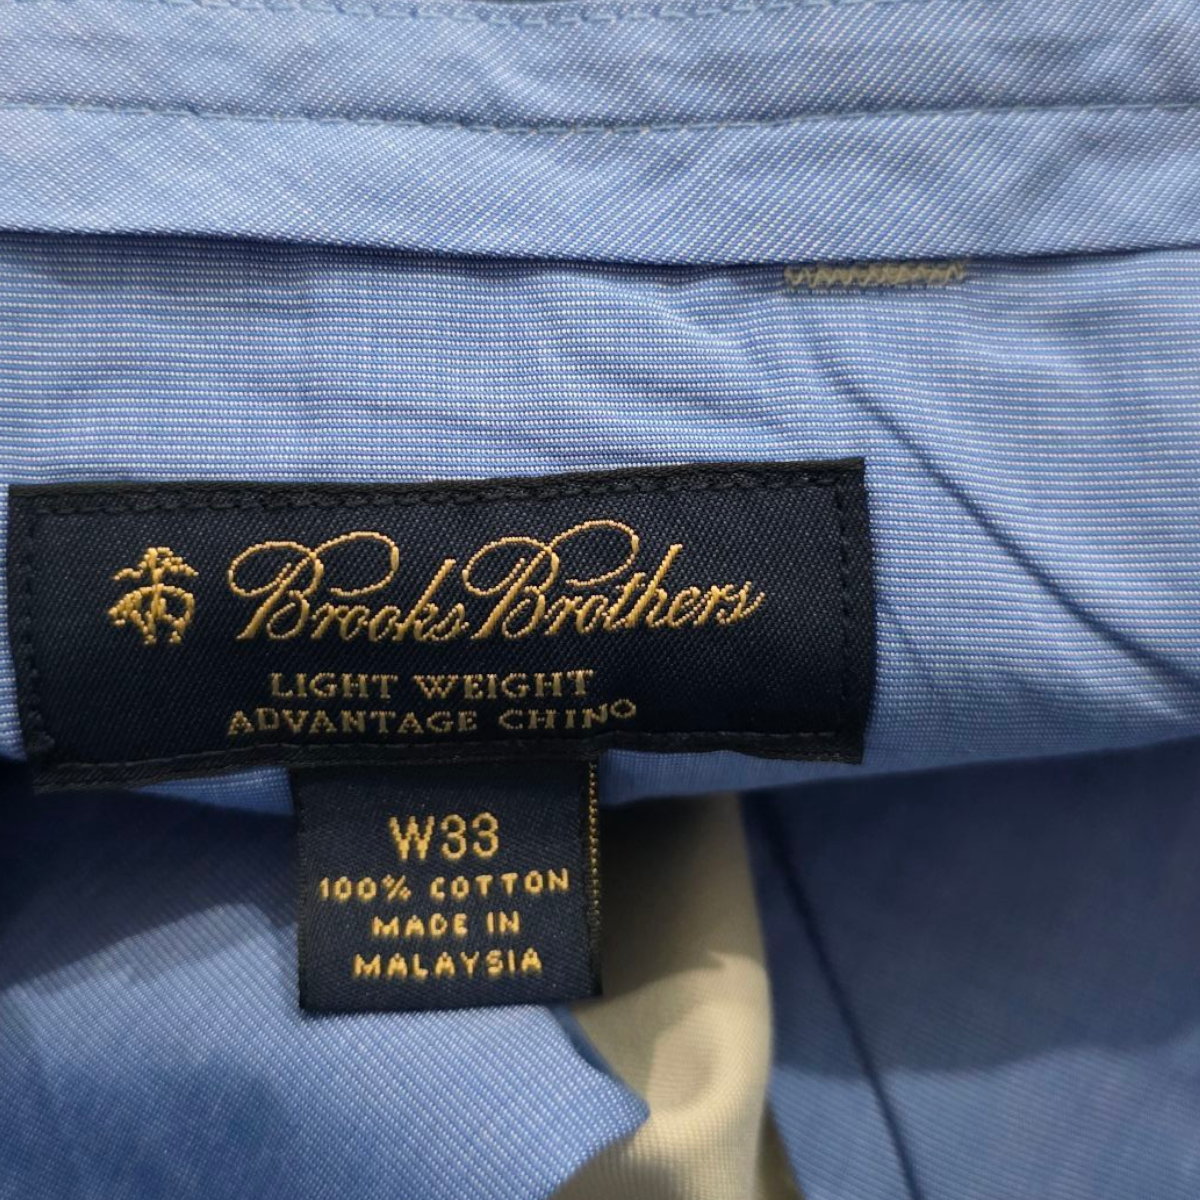 Brooks Brothers
LIGHT WEIGHT
ADVANTAGE CHINO
W33
100% COTTON
MADE IN
MALAYSIA